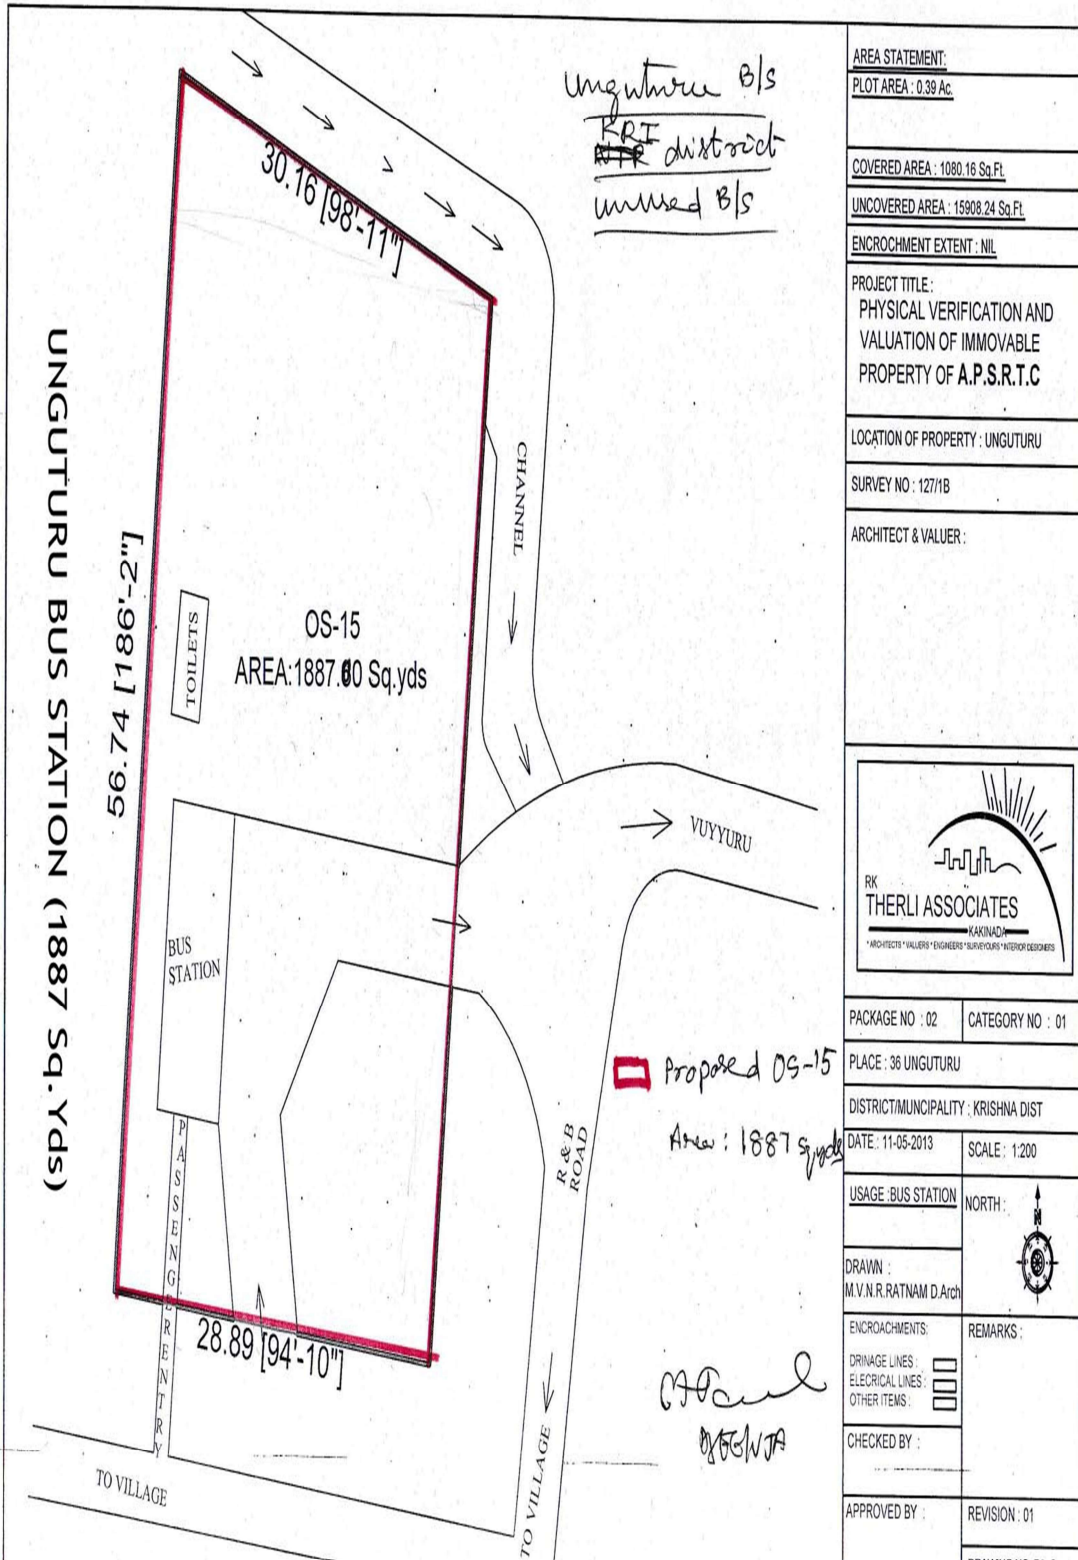 unguturu B/S
KRI
NTR district
unused B/S
30.16 [98'-11"]
CHANNEL
UNGUTURU BUS STATION (1887 Sq.Yds)
56.74 [186'-2"]
TOILETS
OS-15
AREA:1887.60 Sq.yds
VUYYURU
BUS
STATION
PASSENGER ENTRY
R & B
ROAD
Proposed OS-15
Area: 1887 sq.yds
28.89 [94'-10"]
TO VILLAGE
TO VILLAGE
AREA STATEMENT:
PLOT AREA : 0.39 Ac.
COVERED AREA : 1080.16 Sq.Ft.
UNCOVERED AREA : 15908.24 Sq.Ft.
ENCROCHMENT EXTENT : NIL
PROJECT TITLE :
PHYSICAL VERIFICATION AND
VALUATION OF IMMOVABLE
PROPERTY OF A.P.S.R.T.C
LOCATION OF PROPERTY : UNGUTURU
SURVEY NO : 127/1B
ARCHITECT & VALUER :
RK
THERLI ASSOCIATES
KAKINADA
*ARCHITECTS *VALUERS *ENGINEERS *SURVEYOURS *INTERIOR DESIGNERS
PACKAGE NO : 02
CATEGORY NO : 01
PLACE : 36 UNGUTURU
DISTRICT/MUNCIPALITY : KRISHNA DIST
DATE : 11-05-2013
SCALE : 1:200
USAGE :BUS STATION
NORTH :
N
DRAWN :
M.V.N.R.RATNAM D.Arch
ENCROACHMENTS:
REMARKS :
DRINAGE LINES :
ELECRICAL LINES :
OTHER ITEMS :
CHECKED BY :
APPROVED BY :
REVISION : 01